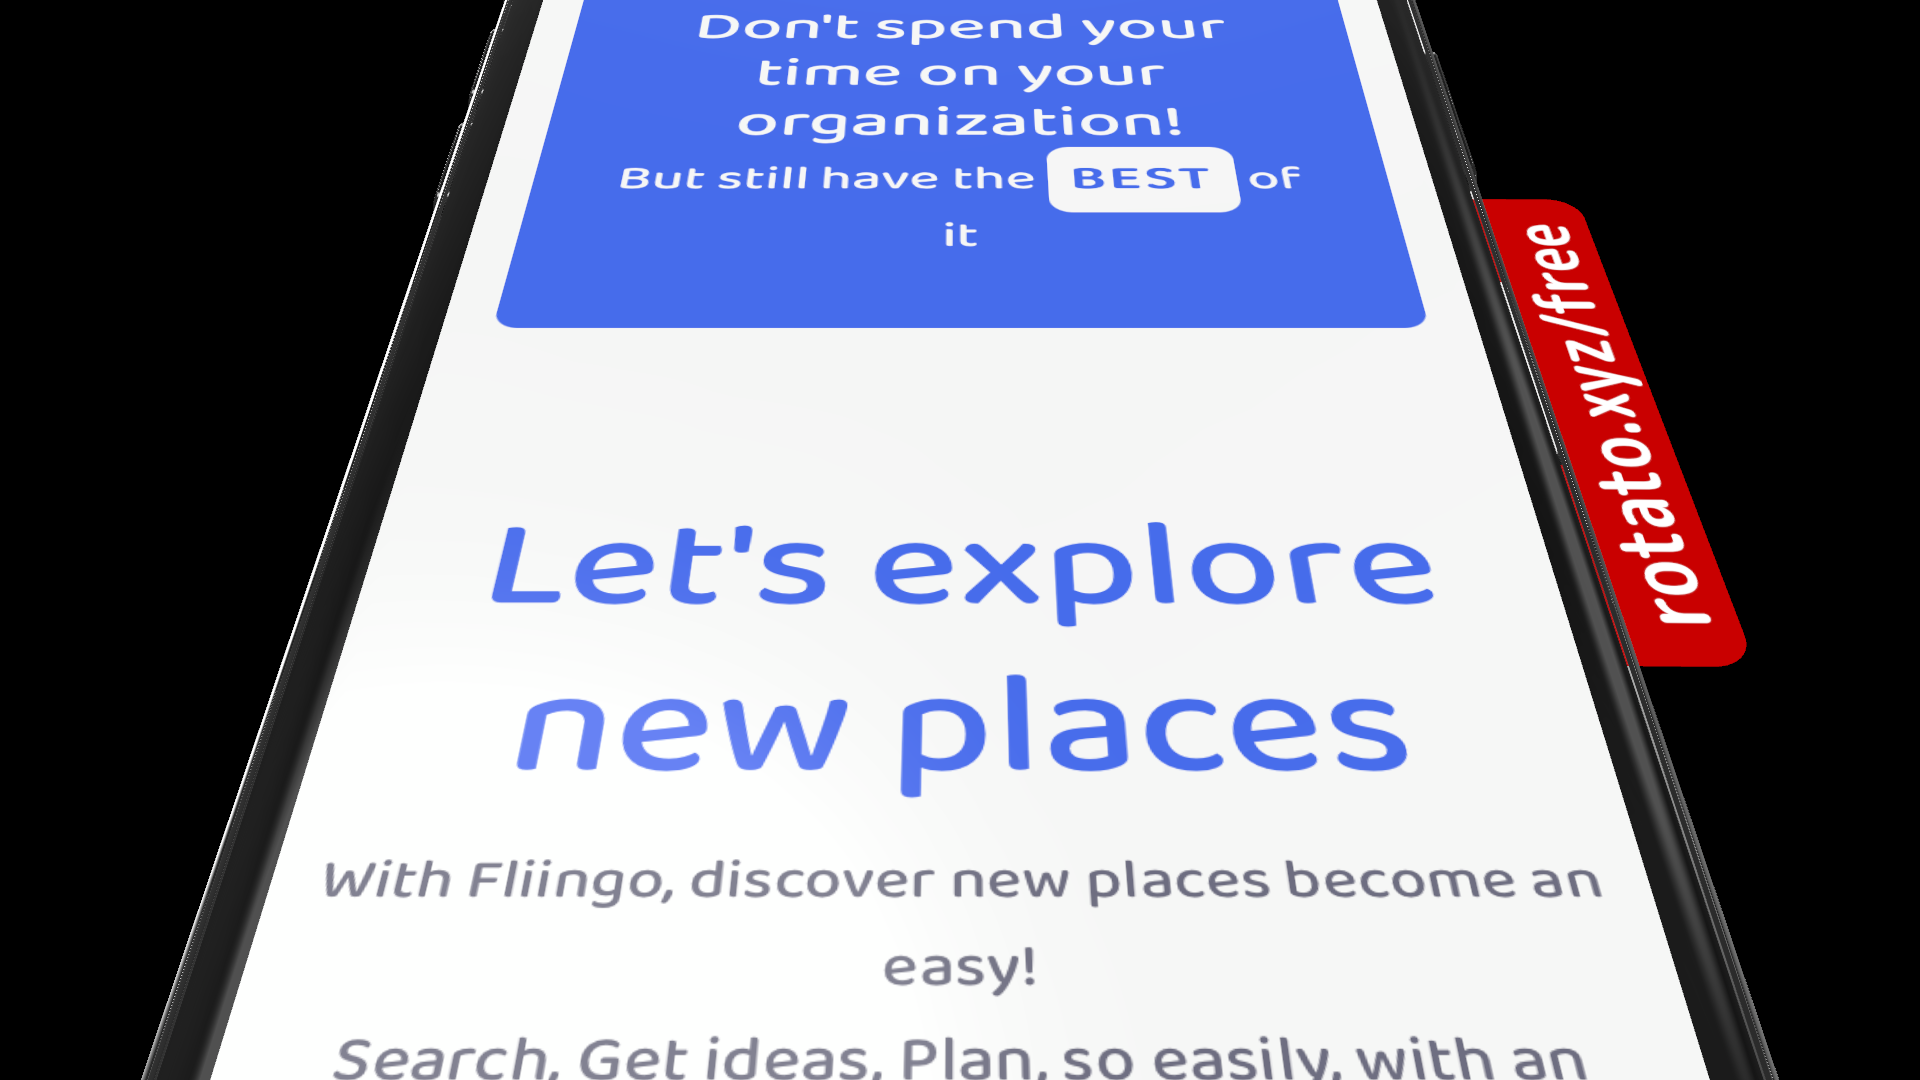 Don't spend your
time on your
organization!
But still have the BEST of
it
rotato.xyz/free
Let's explore
new places
With Fliingo, discover new places become an
easy!
Search, Get ideas, Plan, so easily, with an